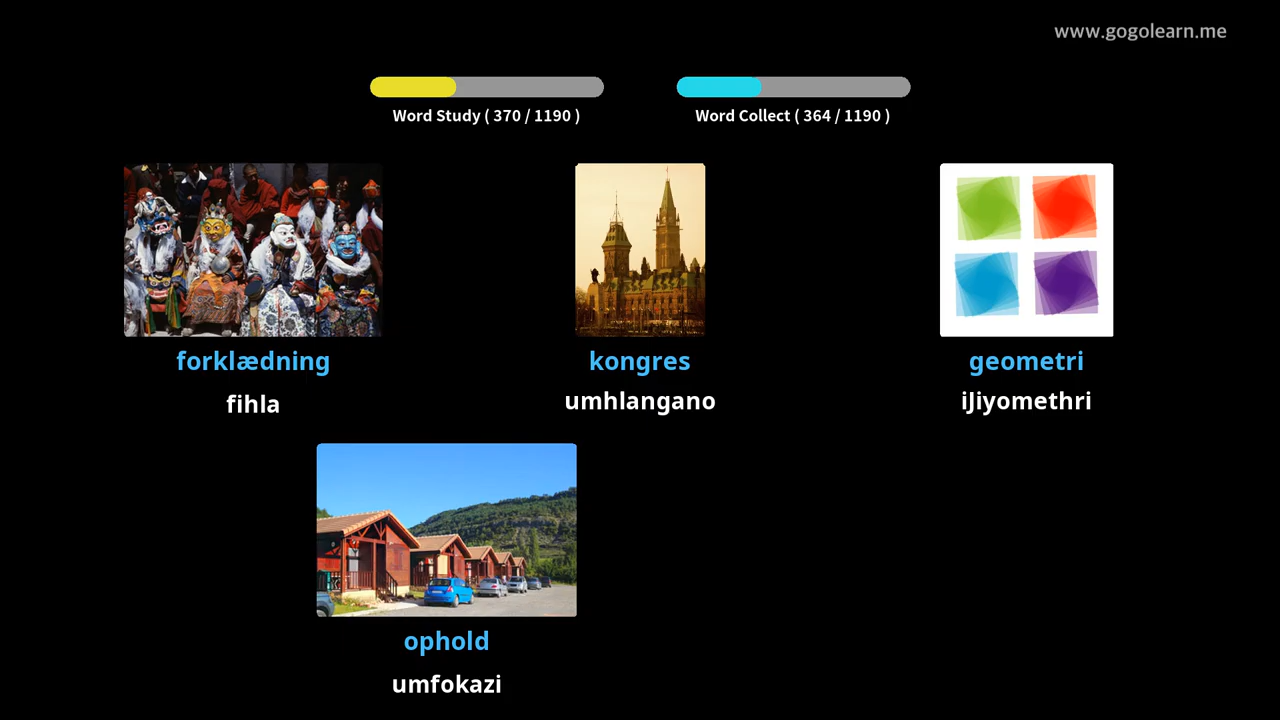 www.gogolearn.me
Word Study ( 370 / 1190 )
Word Collect ( 364 / 1190 )
forklædning
kongres
geometri
fihla
umhlangano
iJiyomethri
ophold
umfokazi